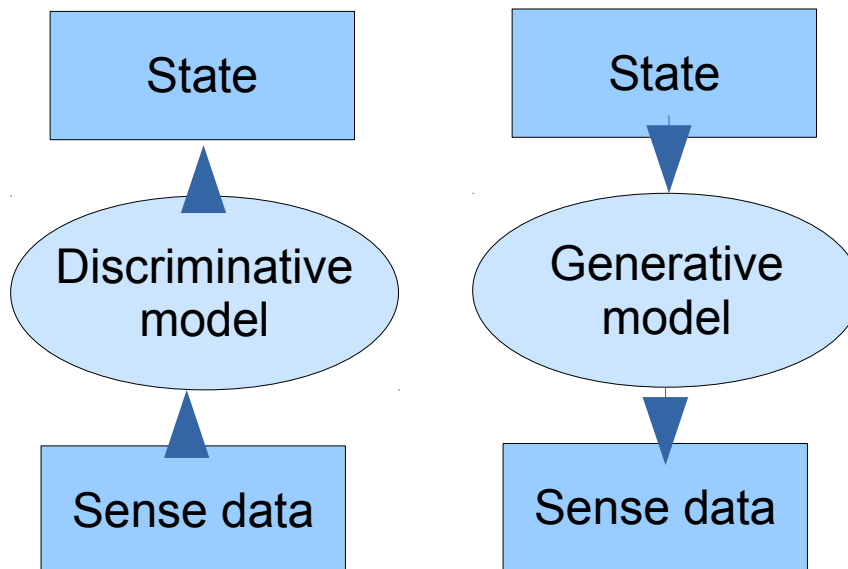 State
Discriminative
model
Sense data
State
Generative
model
Sense data